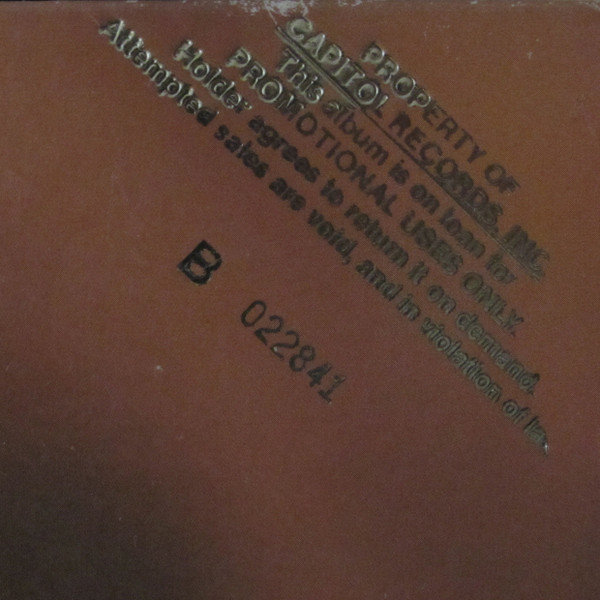 PROPERTY OF
CAPITOL RECORDS, INC.
This album is on loan for
PROMOTIONAL USES ONLY.
Holder agrees to return it on demand.
Attempted sales are void, and in violation of
B 022841